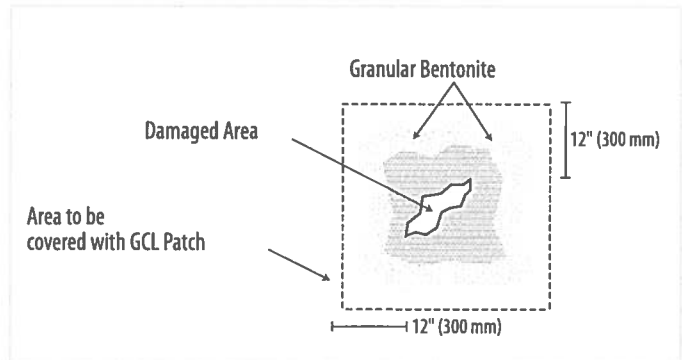 Granular Bentonite
12" (300 mm)
Damaged Area
Area to be
covered with GCL Patch
12" (300 mm)